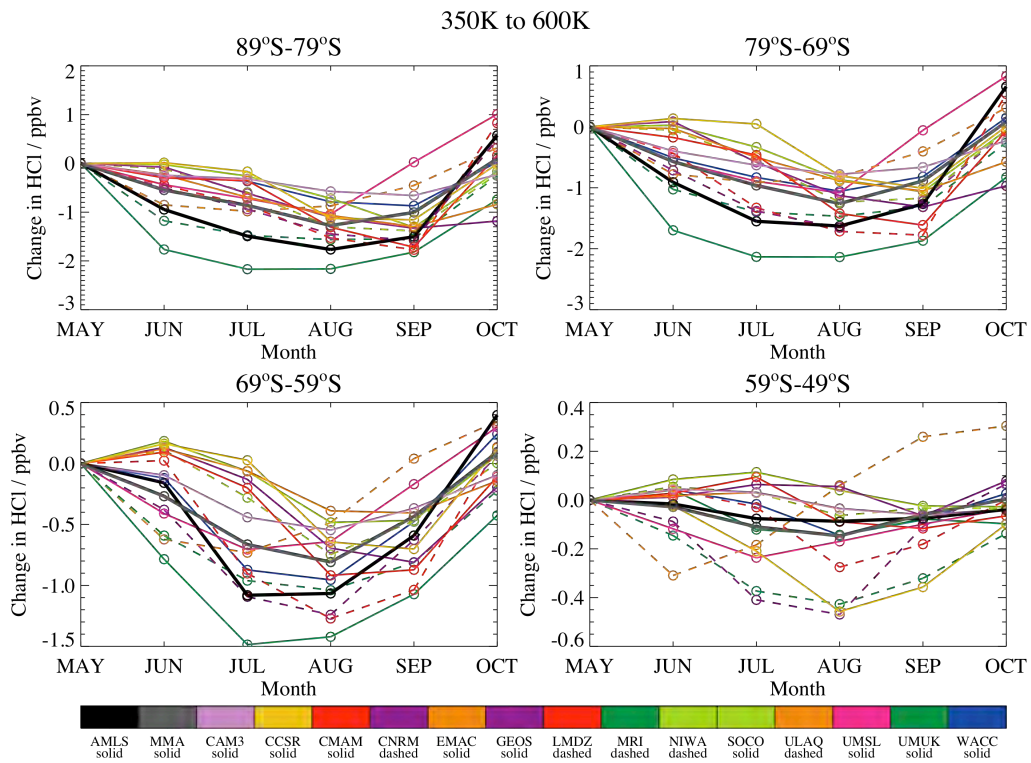 350K to 600K
89°S-79°S
79°S-69°S
Change in HCl / ppbv
2
1
0
-1
-2
-3
MAY JUN JUL AUG SEP OCT
Month
Change in HCl / ppbv
1
0
-1
-2
-3
MAY JUN JUL AUG SEP OCT
Month
69°S-59°S
59°S-49°S
Change in HCl / ppbv
0.5
0.0
-0.5
-1.0
-1.5
MAY JUN JUL AUG SEP OCT
Month
Change in HCl / ppbv
0.4
0.2
0.0
-0.2
-0.4
-0.6
MAY JUN JUL AUG SEP OCT
Month
AMLS MMA CAM3 CCSR CMAM CNRM EMAC GEOS LMDZ MRI NIWA SOCO ULAQ UMSL UMUK WACC
solid solid solid solid solid dashed solid solid dashed dashed dashed solid dashed solid solid solid